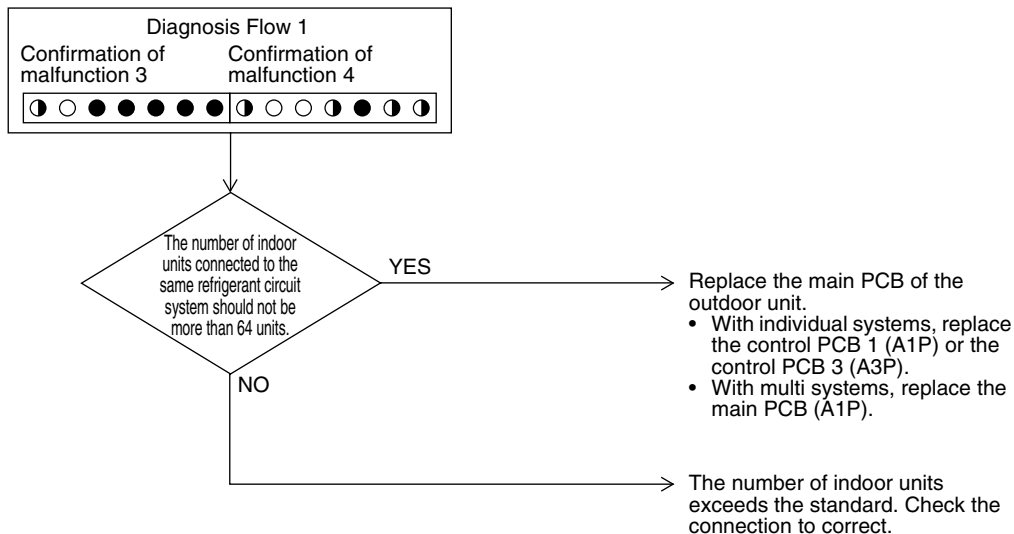 Diagnosis Flow 1
Confirmation of
malfunction 3
Confirmation of
malfunction 4
The number of indoor
units connected to the
same refrigerant circuit
system should not be
more than 64 units.
YES
Replace the main PCB of the
outdoor unit.
• With individual systems, replace
the control PCB 1 (A1P) or the
control PCB 3 (A3P).
• With multi systems, replace the
main PCB (A1P).
NO
The number of indoor units
exceeds the standard. Check the
connection to correct.